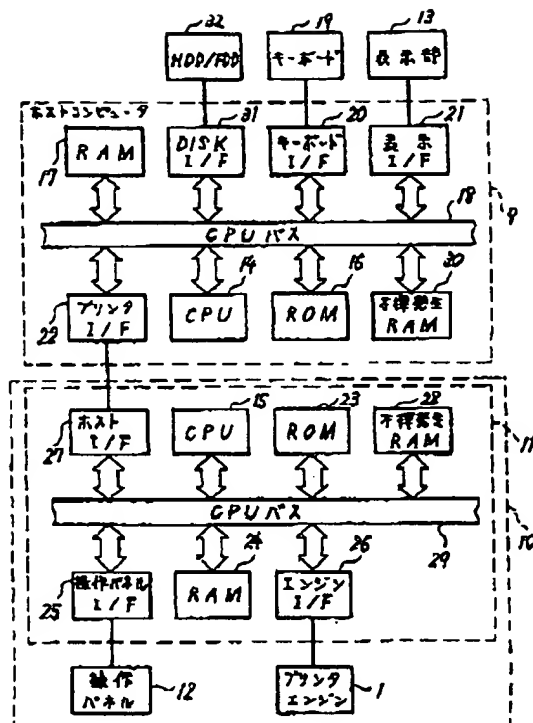 32 19 13
HDD/FDD キーボード 表示部
ホストコンピュータ 31 20 21
RAM DISK I/F キーボード I/F 表示 I/F
17
18
9
CPUバス
14 16 30
プリンタ I/F CPU ROM 不揮発生 RAM
22
15 23 28
ホスト I/F CPU ROM 不揮発生 RAM
27
11
10
CPUバス
29
24 26
操作パネル I/F RAM エンジン I/F
25
操作パネル 12 プリンタエンジン 1